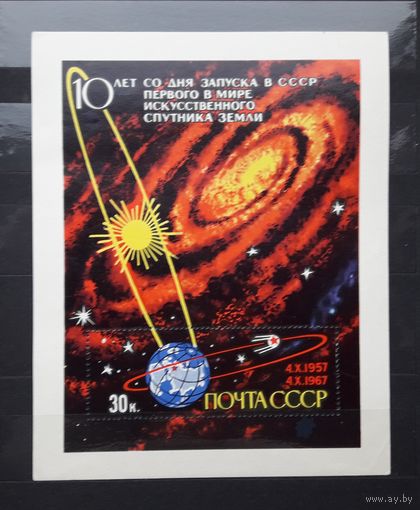 10 ЛЕТ СО ДНЯ ЗАПУСКА В СССР
ПЕРВОГО В МИРЕ
ИСКУССТВЕННОГО
СПУТНИКА ЗЕМЛИ
4.X.1957
4.X.1967
30 К. ПОЧТА СССР
www.ay.by